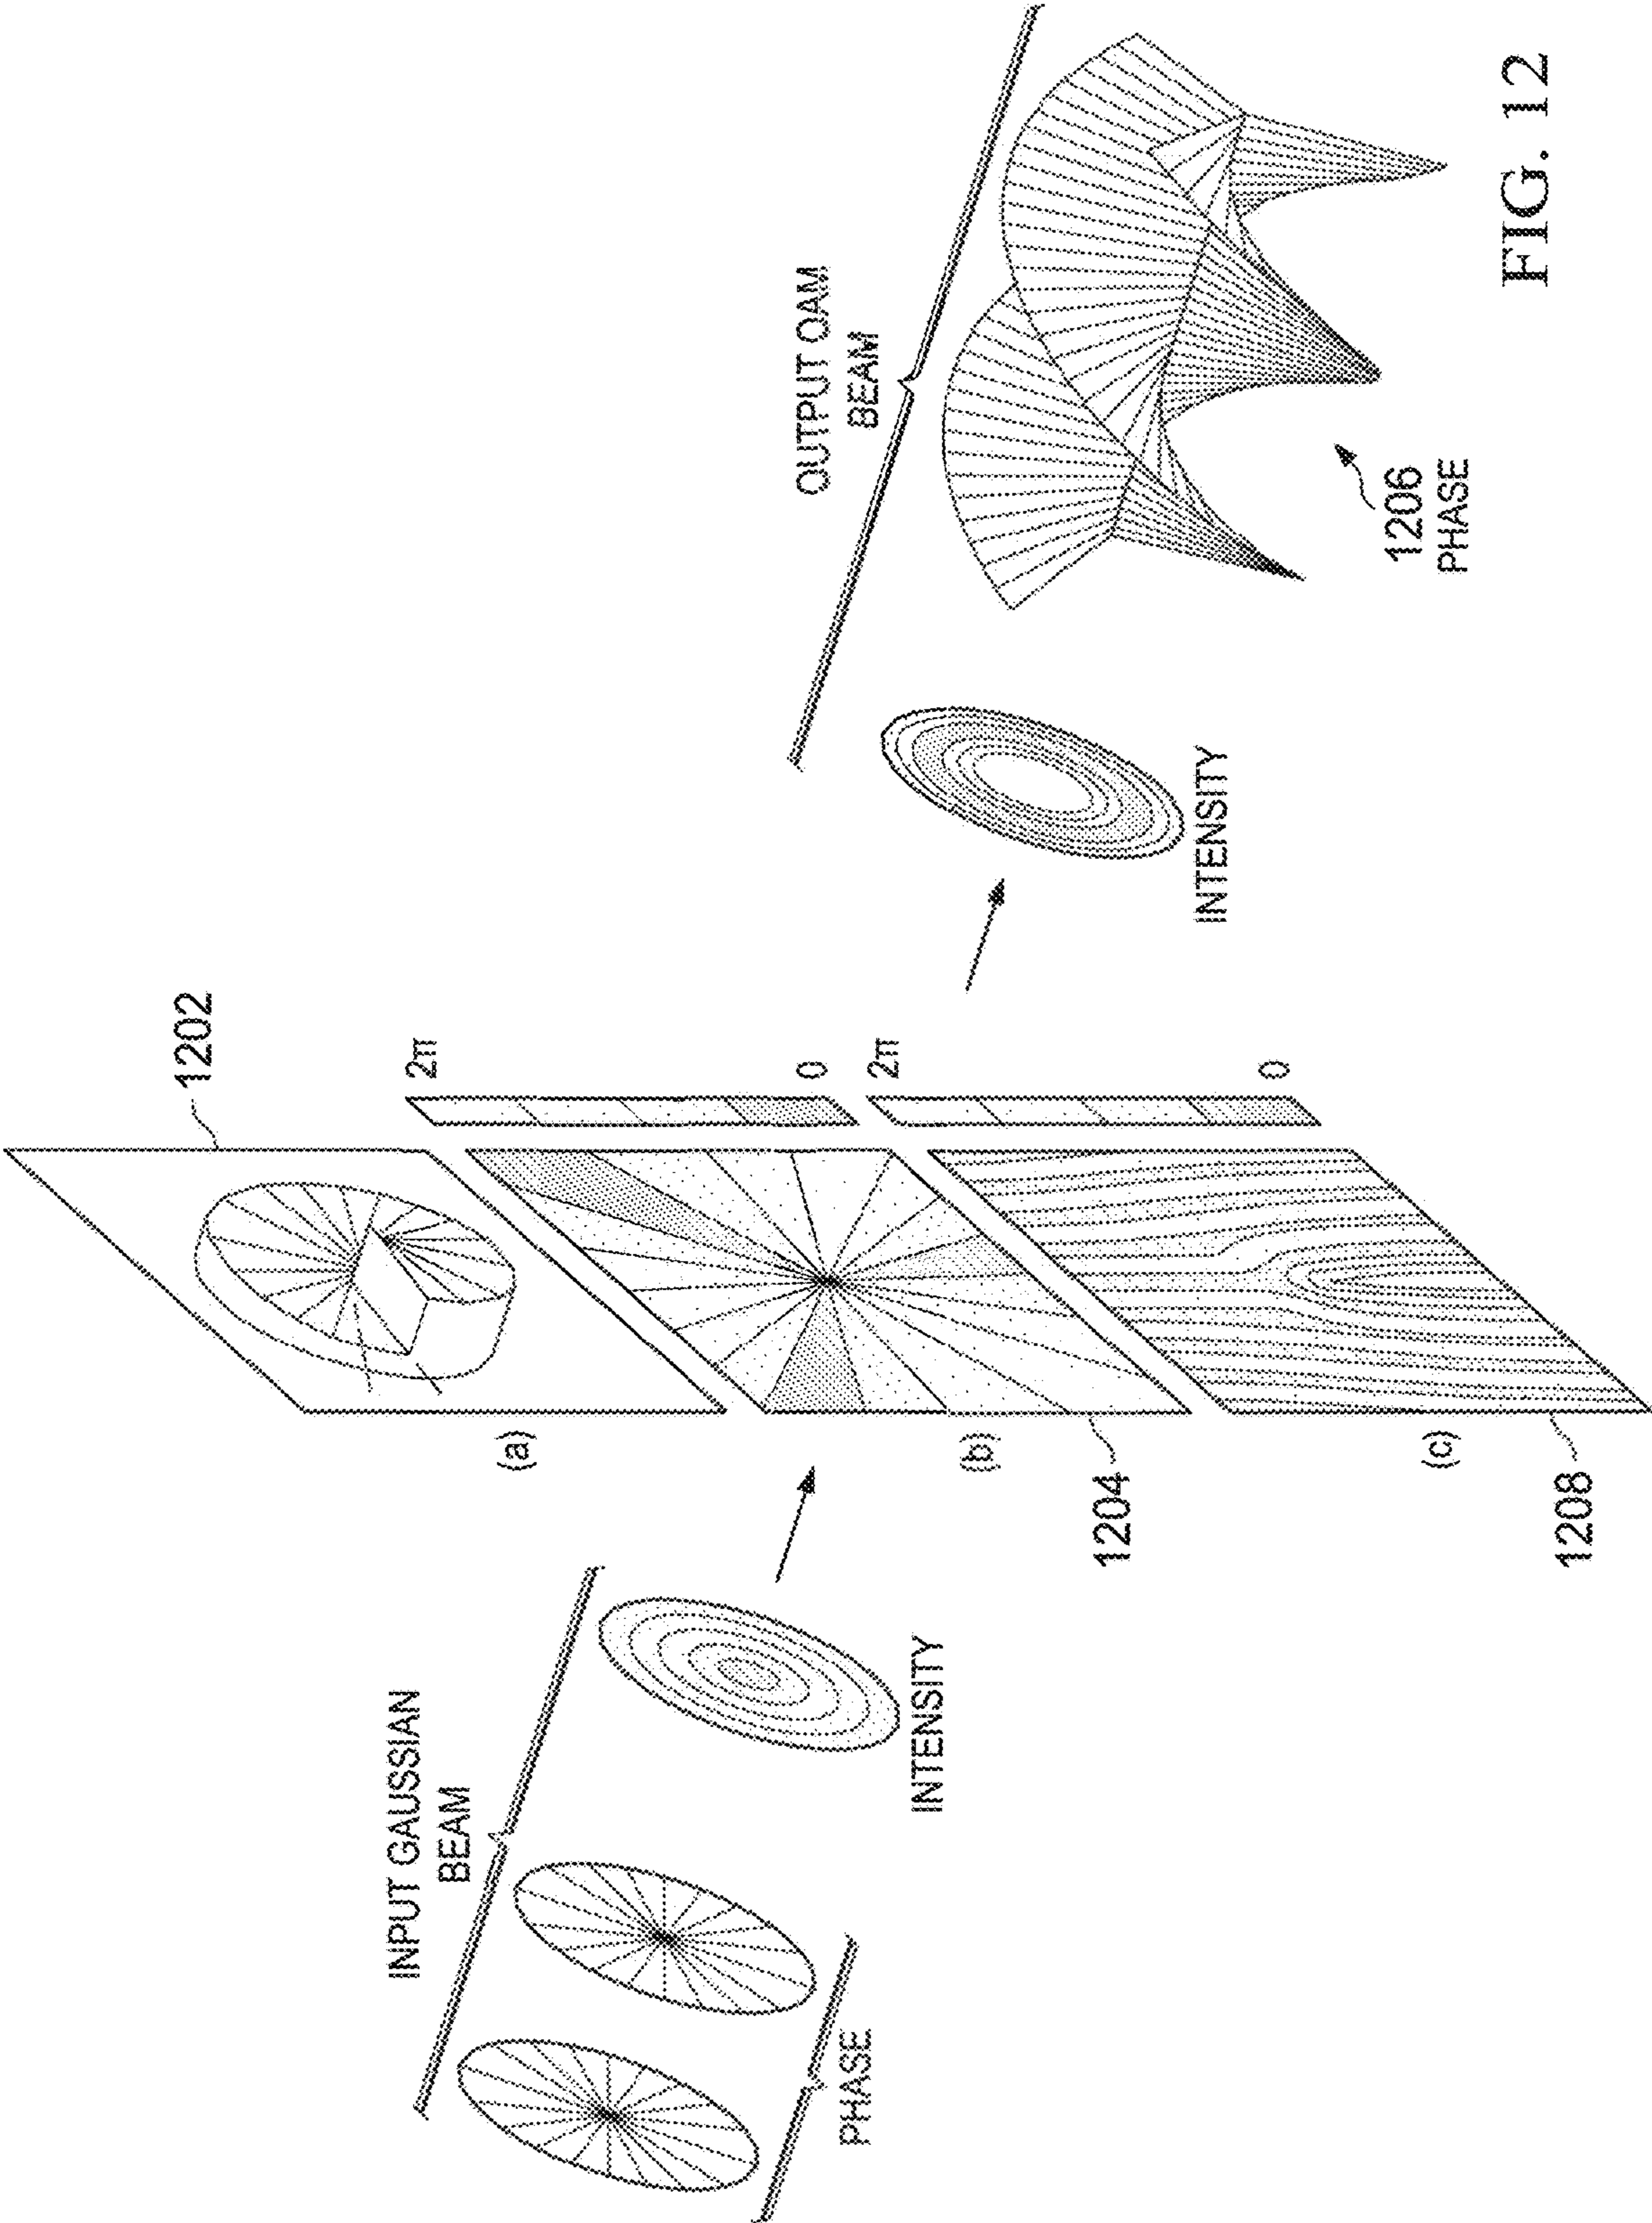 1202
INPUT GAUSSIAN
BEAM
2π
(a)
OUTPUT OAM
BEAM
0
PHASE
2π
INTENSITY
(b)
1204
INTENSITY
0
1206
PHASE
(c)
1208
FIG. 12